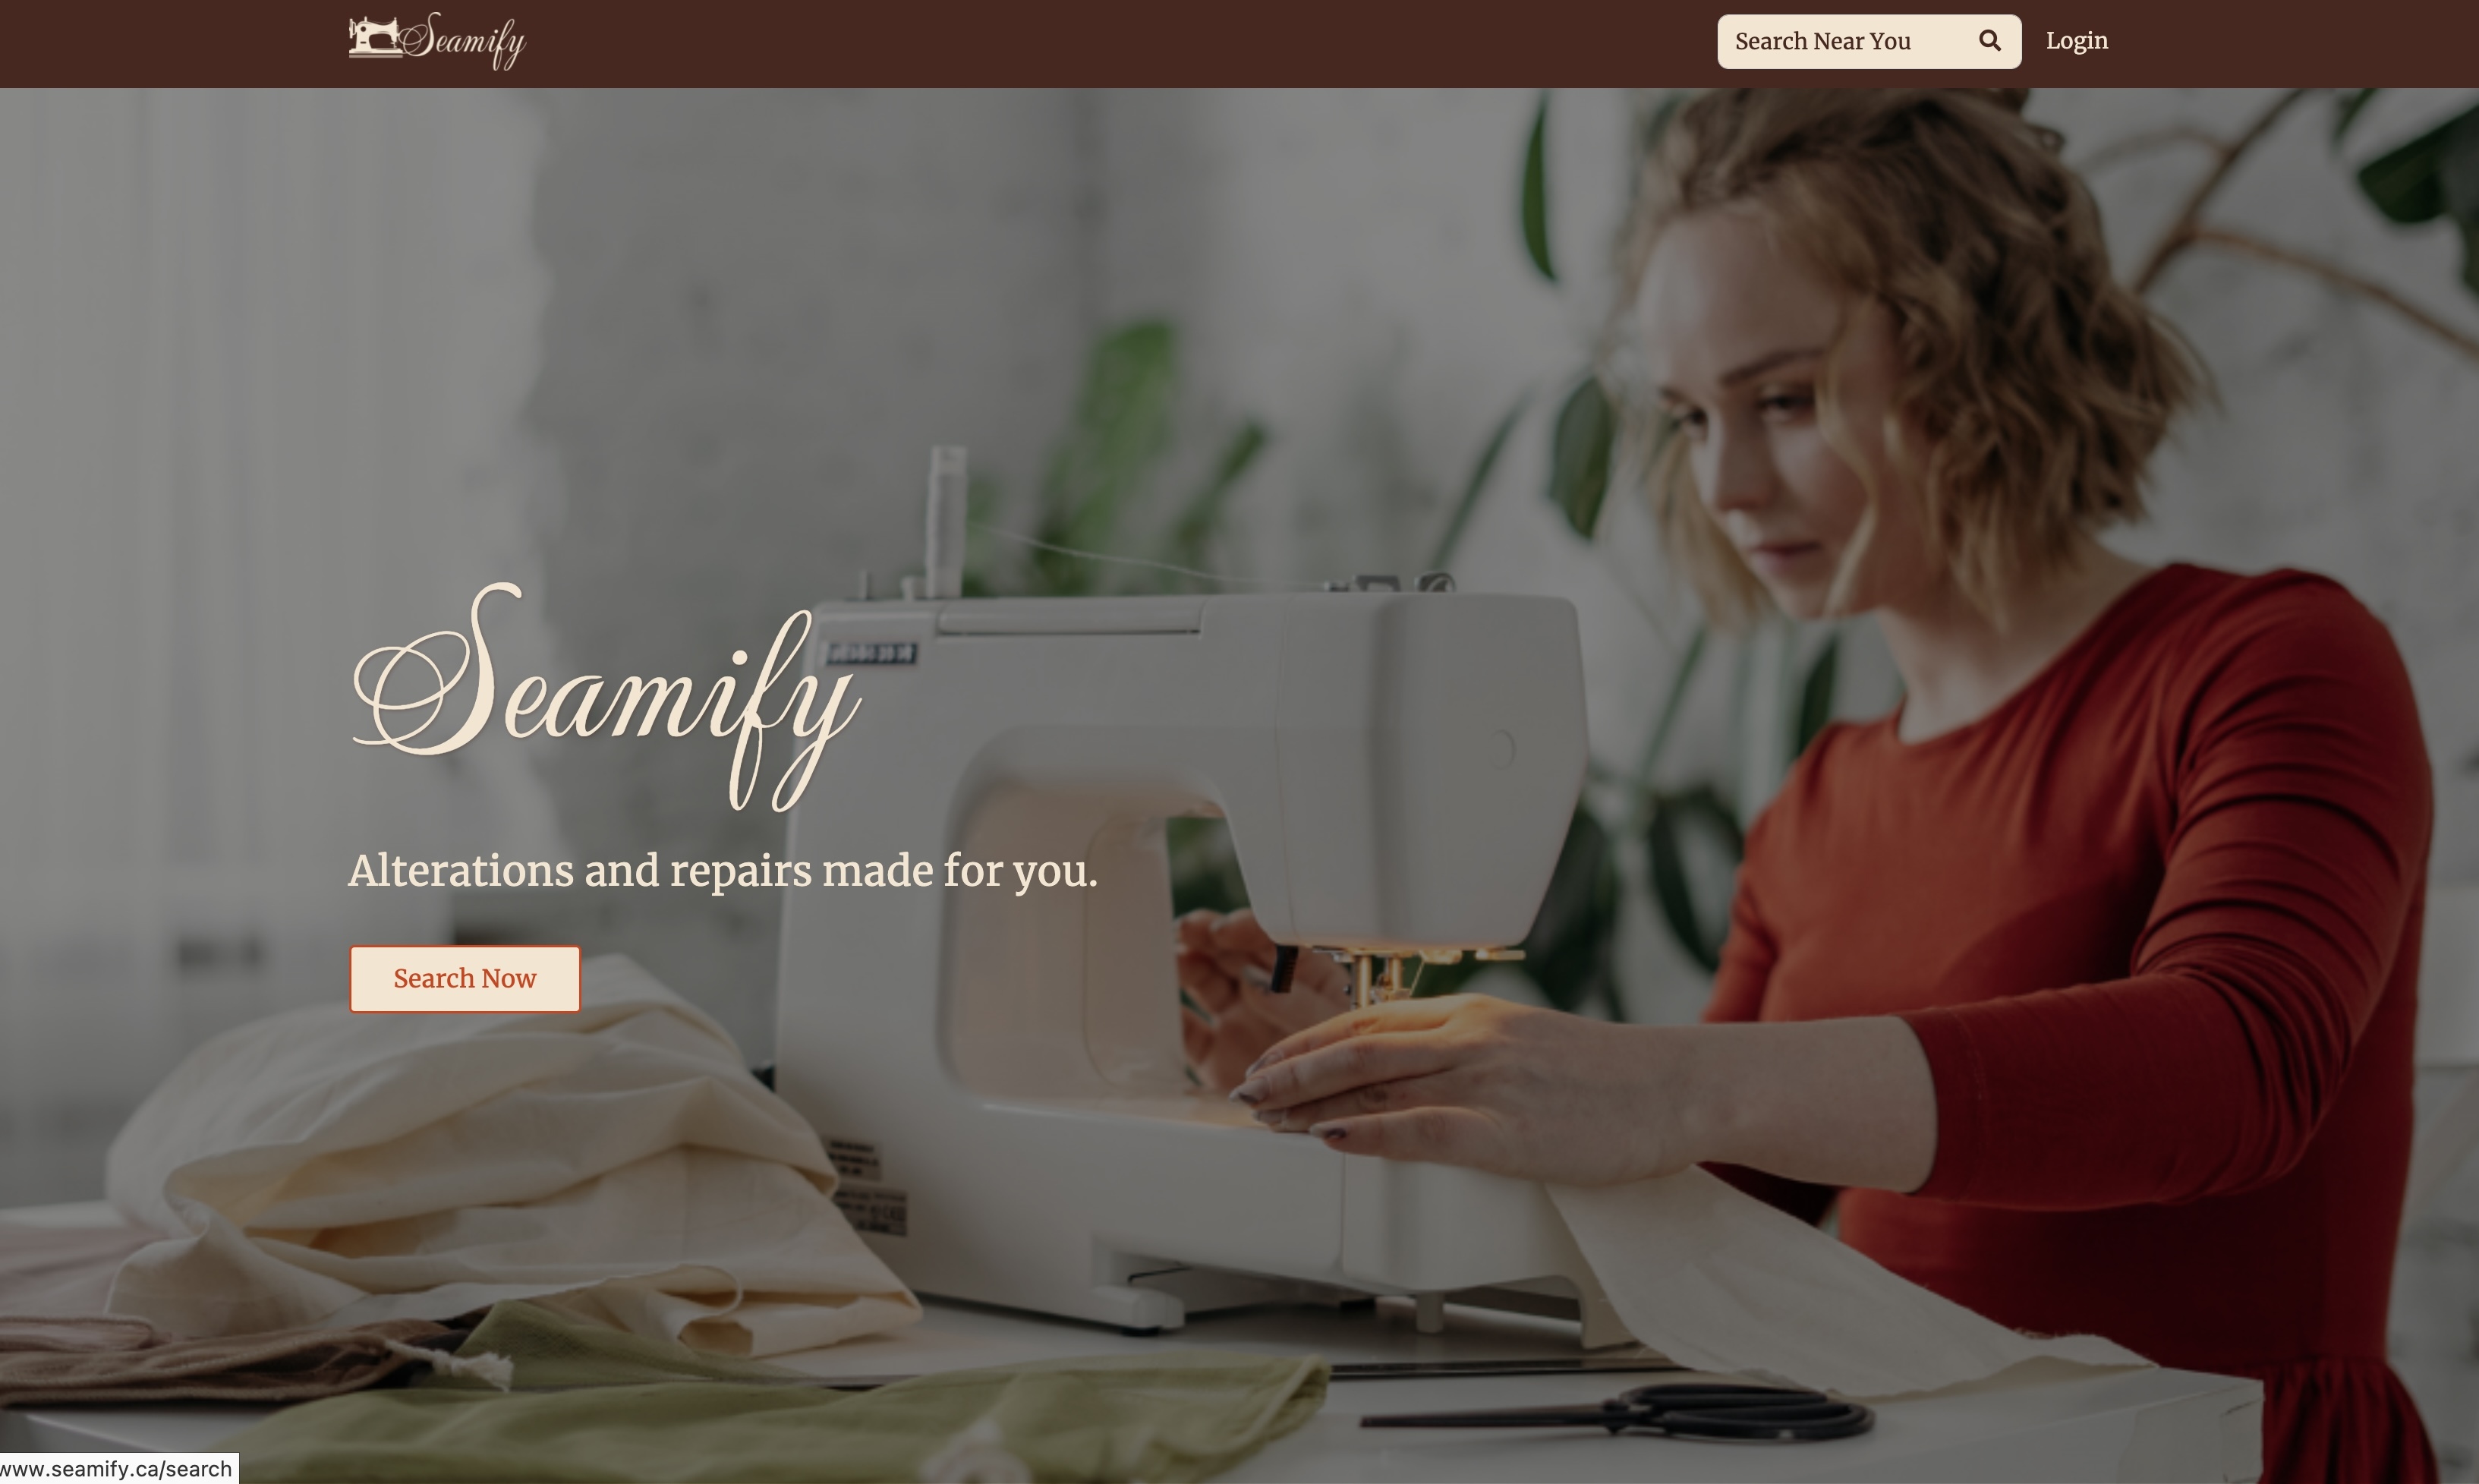 Seamify
Search Near You
Login
Seamify
Alterations and repairs made for you.
Search Now
www.seamify.ca/search